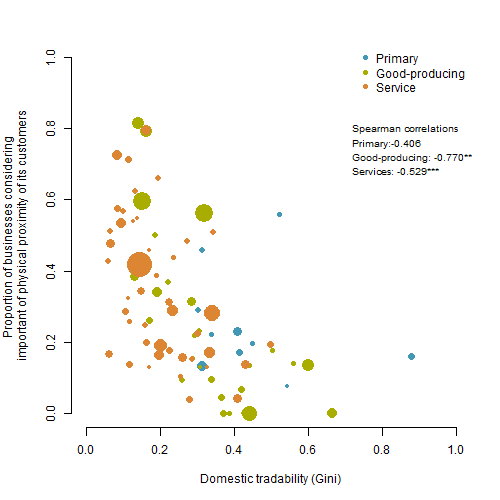 Primary
Good-producing
Service
Spearman correlations
Primary:-0.406
Good-producing: -0.770**
Services: -0.529***
Proportion of businesses considering
important of physical proximity of its customers
1.0
0.8
0.6
0.4
0.2
0.0
0.0 0.2 0.4 0.6 0.8 1.0
Domestic tradability (Gini)